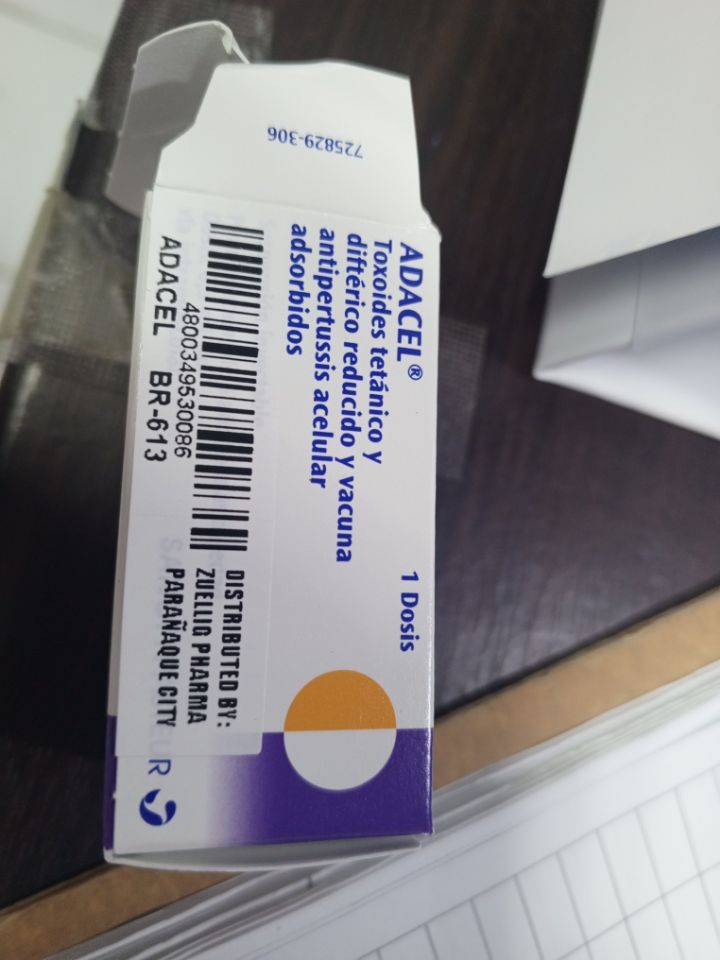 725829-306
ADACEL®
Toxoides tetánico y
diftérico reducido y vacuna
antipertussis acelular
adsorbidos
1 Dosis
4800349530086
ADACEL BR-613
DISTRIBUTED BY:
ZUELLIG PHARMA
PARAÑAQUE CITY